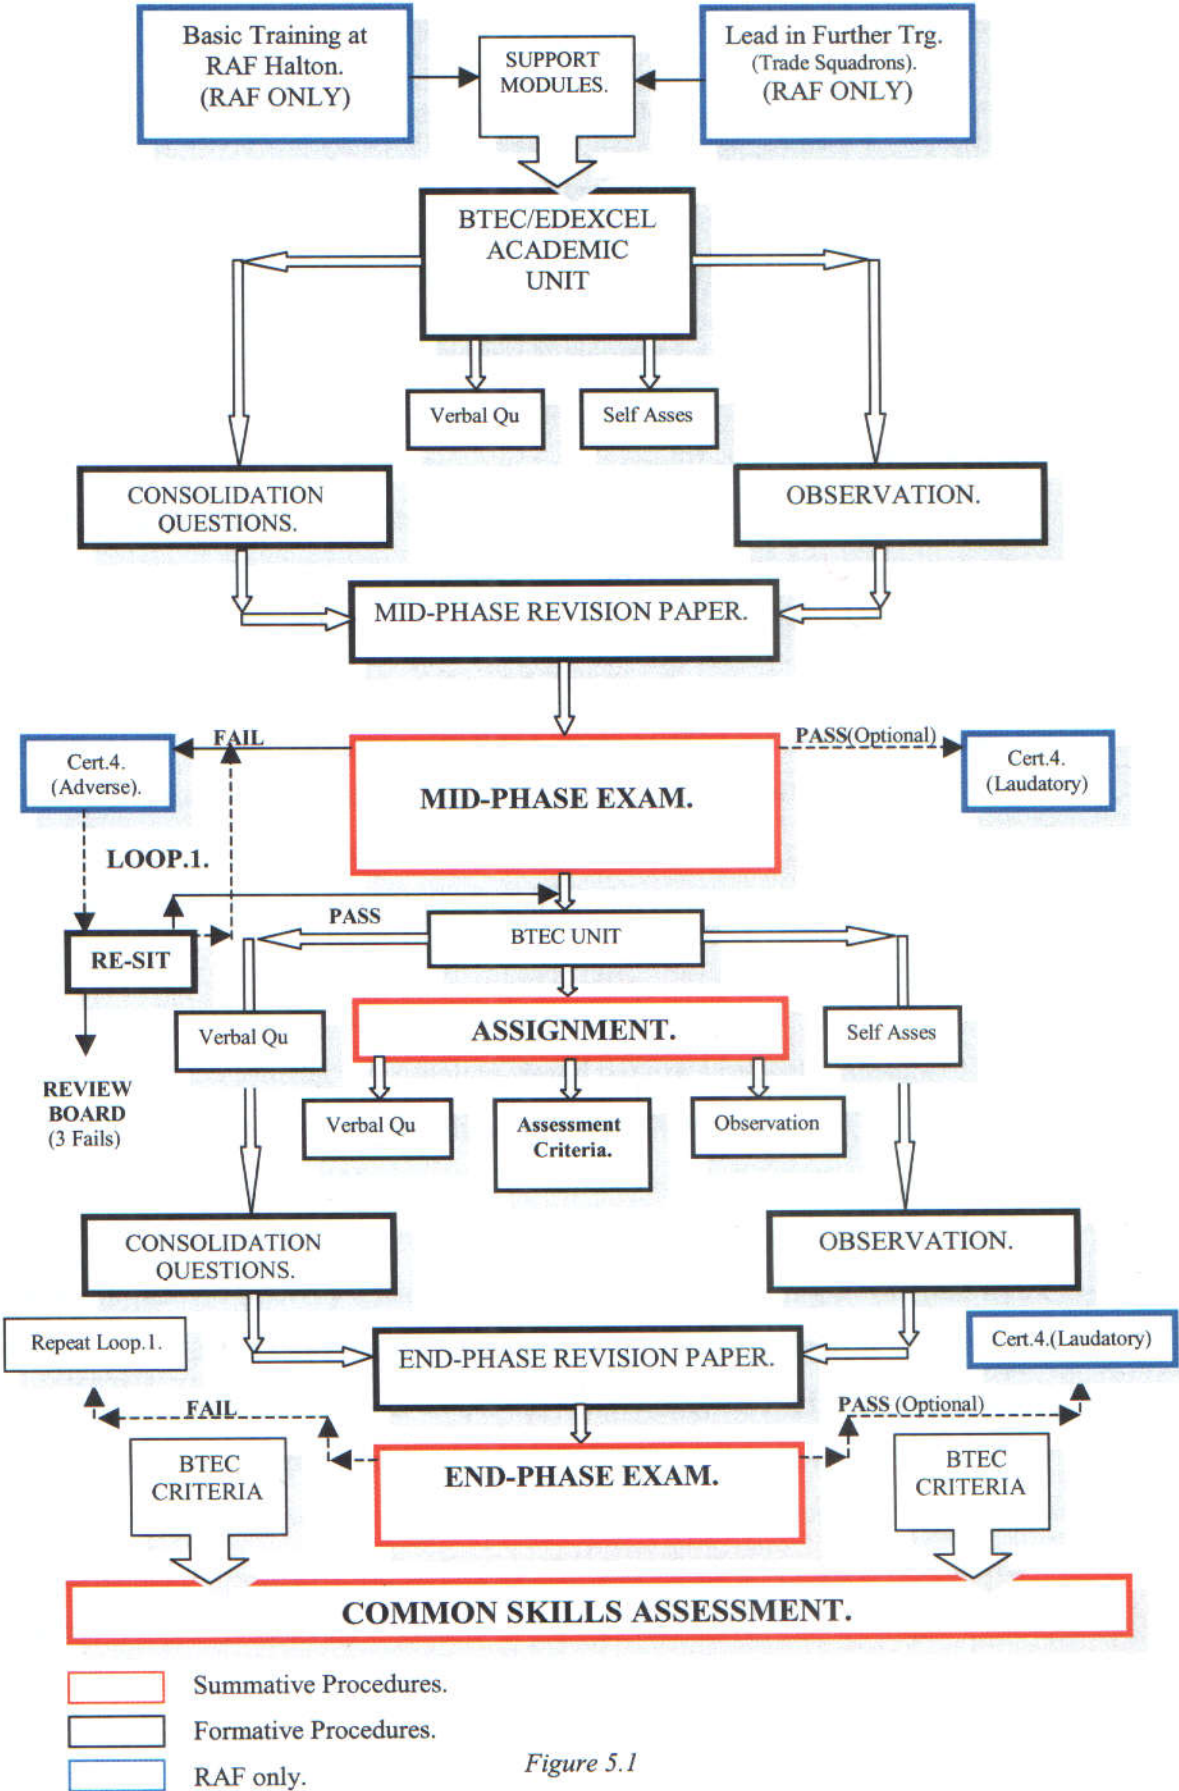 Basic Training at
RAF Halton.
(RAF ONLY)
SUPPORT
MODULES.
Lead in Further Trg.
(Trade Squadrons).
(RAF ONLY)
BTEC/EDEXCEL
ACADEMIC
UNIT
Verbal Qu
Self Asses
CONSOLIDATION
QUESTIONS.
OBSERVATION.
MID-PHASE REVISION PAPER.
FAIL
PASS(Optional)
Cert.4.
(Adverse).
MID-PHASE EXAM.
Cert.4.
(Laudatory)
LOOP.1.
PASS
BTEC UNIT
RE-SIT
Verbal Qu
ASSIGNMENT.
Self Asses
REVIEW
BOARD
(3 Fails)
Verbal Qu
Assessment
Criteria.
Observation
CONSOLIDATION
QUESTIONS.
OBSERVATION.
Repeat Loop.1.
END-PHASE REVISION PAPER.
Cert.4.(Laudatory)
FAIL
PASS (Optional)
BTEC
CRITERIA
END-PHASE EXAM.
BTEC
CRITERIA
COMMON SKILLS ASSESSMENT.
Summative Procedures.
Formative Procedures.
RAF only.
Figure 5.1